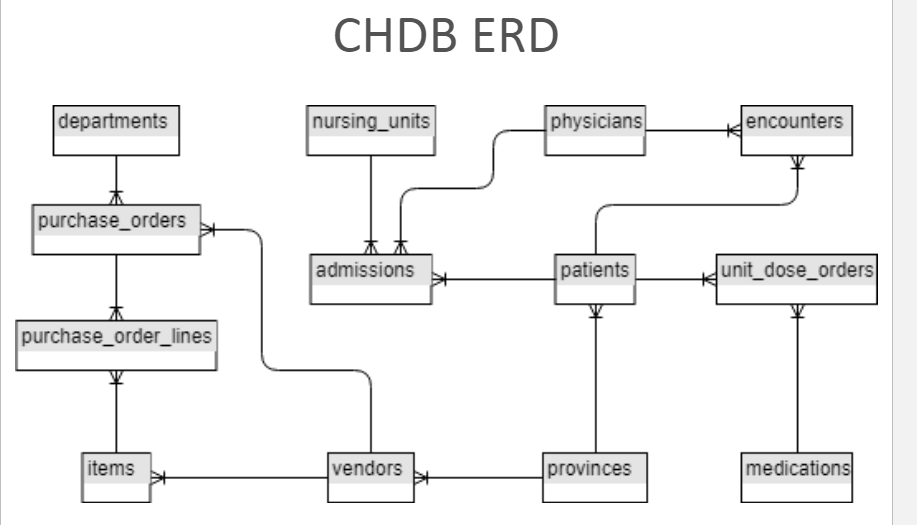 CHDB ERD
departments
nursing_units
physicians
encounters
purchase_orders
admissions
patients
unit_dose_orders
purchase_order_lines
items
vendors
provinces
medications